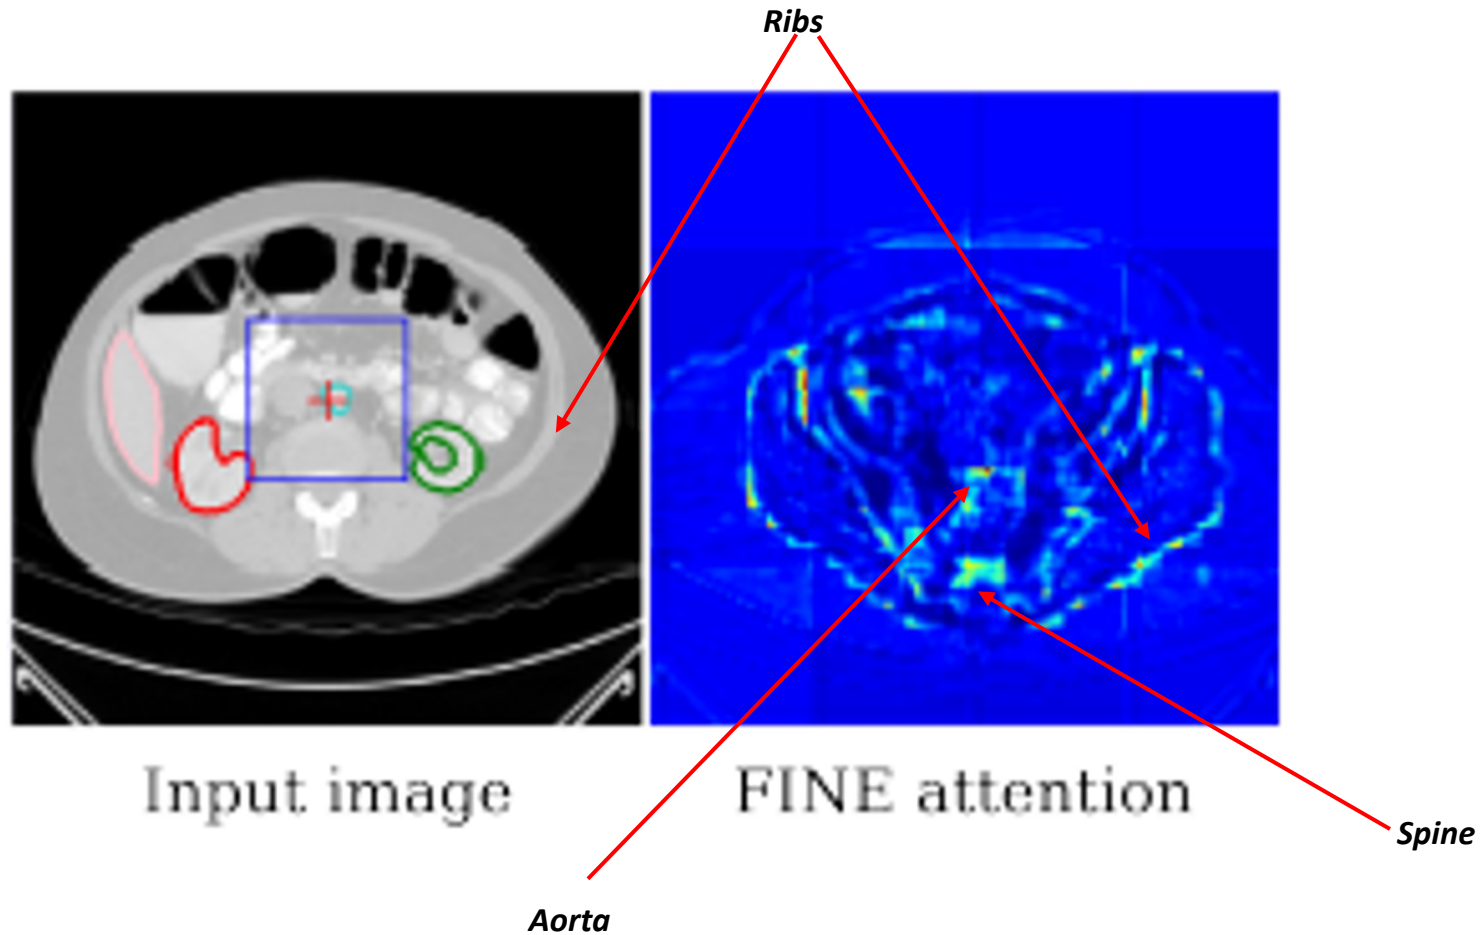 Ribs
Input image
FINE attention
Spine
Aorta